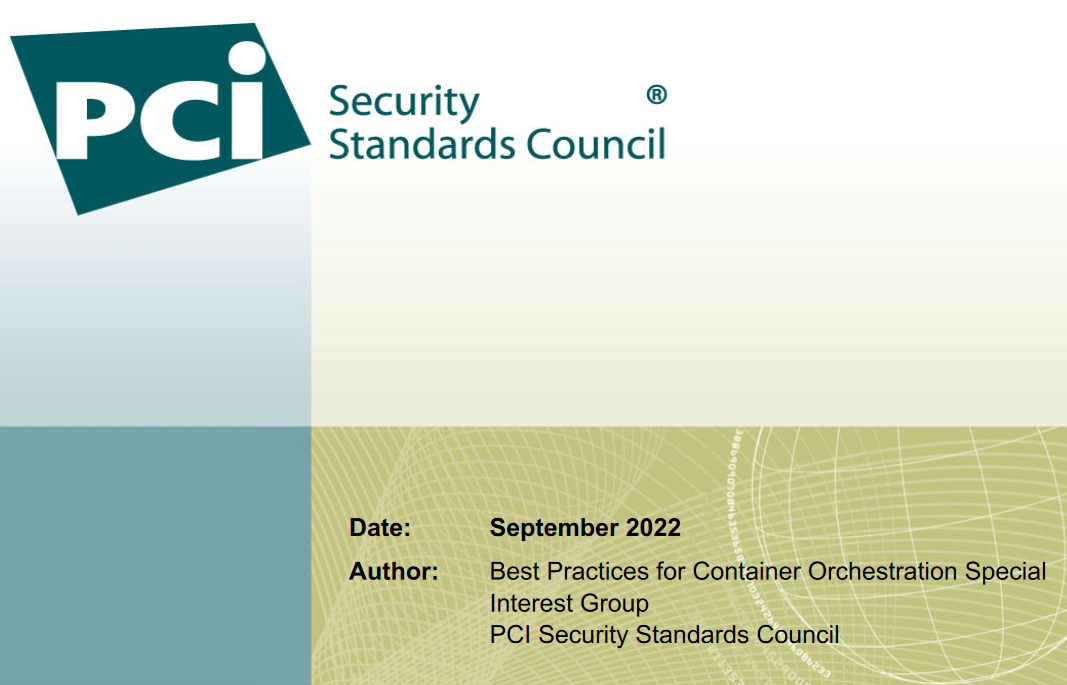 PCi
Security ®
Standards Council
Date: September 2022
Author: Best Practices for Container Orchestration Special
Interest Group
PCI Security Standards Council